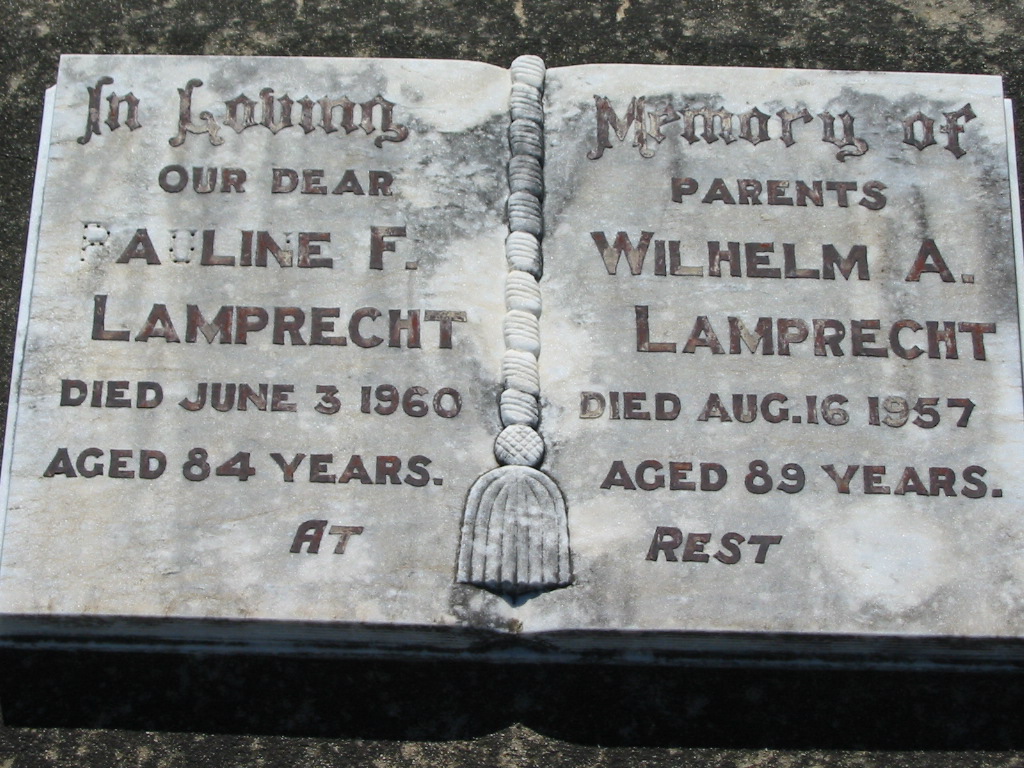 In Loving
OUR DEAR
PAULINE F.
LAMPRECHT
DIED JUNE 3 1960
AGED 84 YEARS.
AT
Memory of
PARENTS
WILHELM A.
LAMPRECHT
DIED AUG. 16 1957
AGED 89 YEARS.
REST